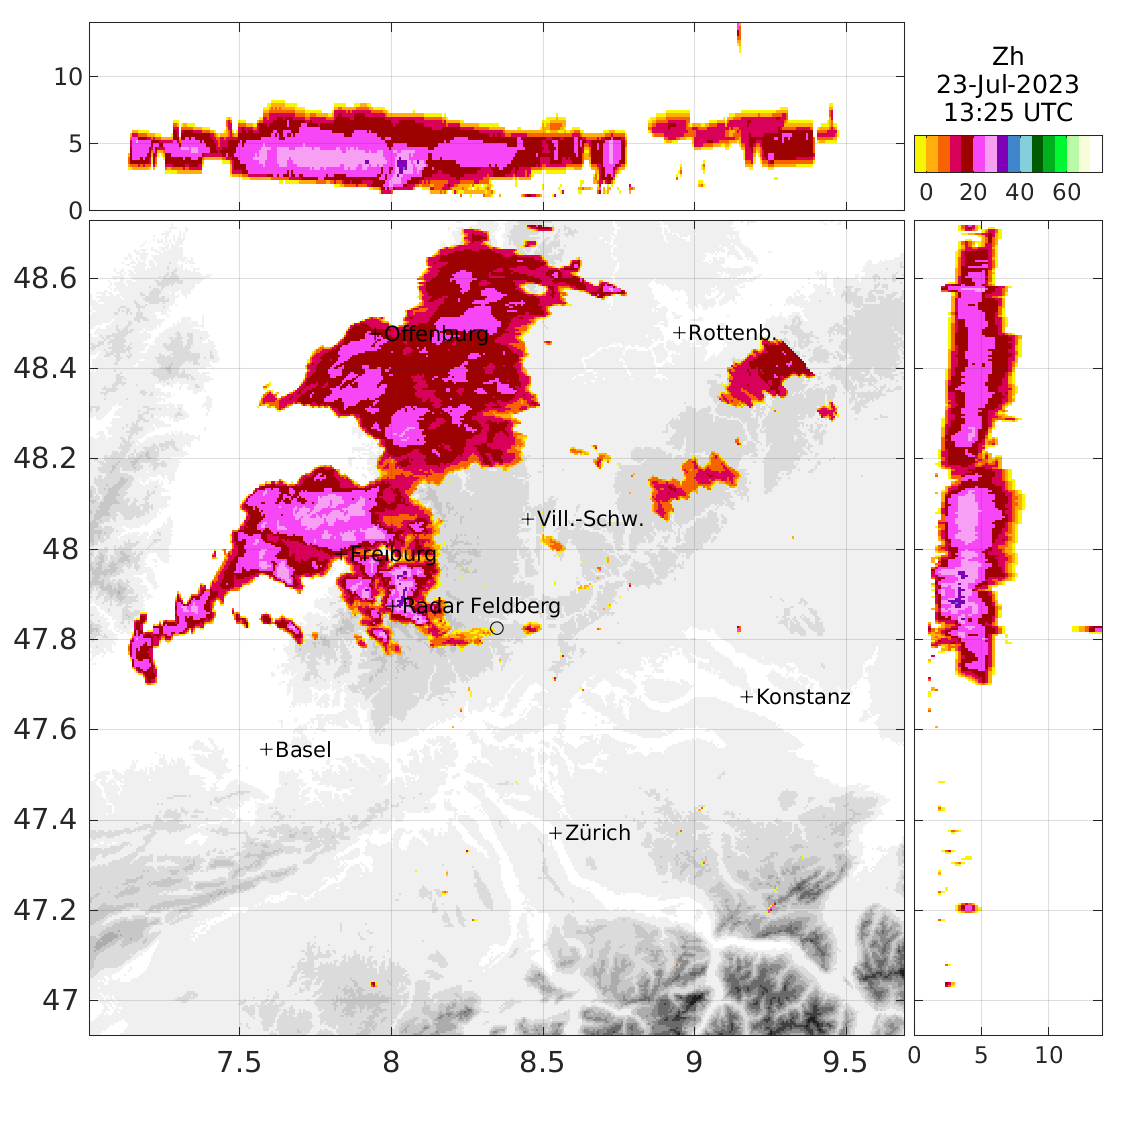 10
5
0
Zh
23-Jul-2023
13:25 UTC
0 20 40 60
48.6
48.4
48.2
48
47.8
47.6
47.4
47.2
47
+Offenburg
+Rottenb.
+Vill.-Schw.
+Freiburg
+Radar Feldberg
+Konstanz
+Basel
+Zürich
7.5 8 8.5 9 9.5
0 5 10